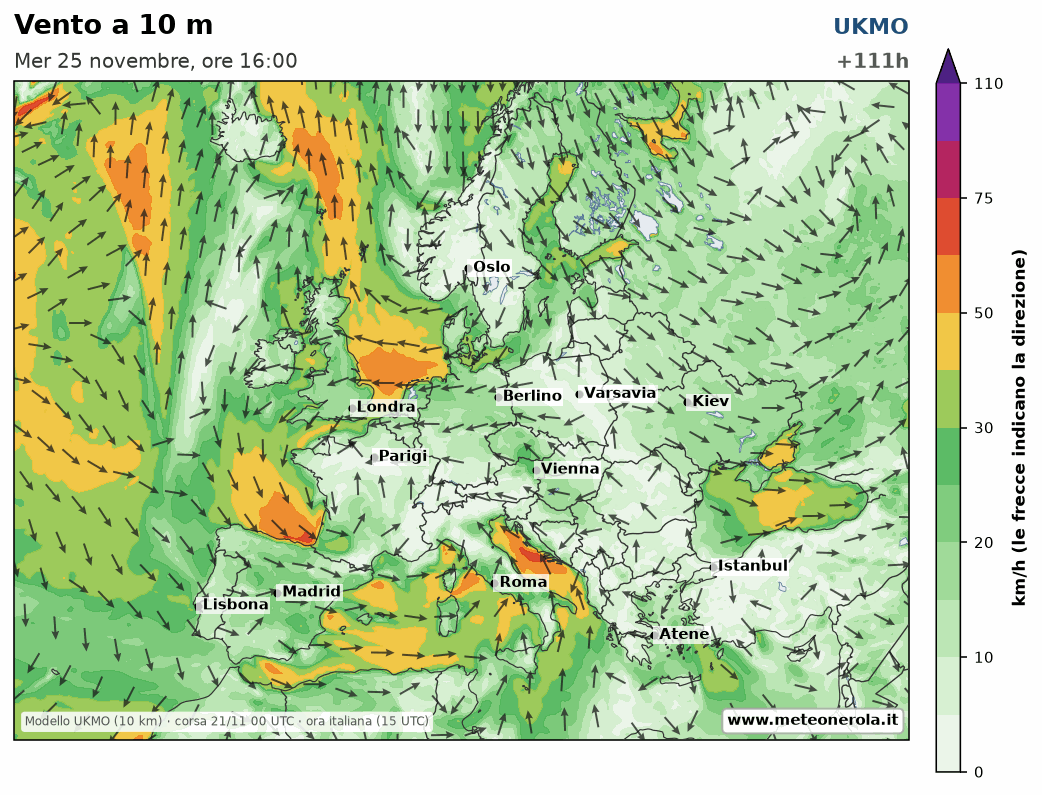 Vento a 10 m
UKMO
Mer 25 novembre, ore 16:00
+111h
110
75
50
30
20
10
0
km/h (le frecce indicano la direzione)
Oslo
Berlino
Varsavia
Kiev
Londra
Parigi
Vienna
Istanbul
Roma
Madrid
Lisbona
Atene
Modello UKMO (10 km) · corsa 21/11 00 UTC · ora italiana (15 UTC)
www.meteonerola.it